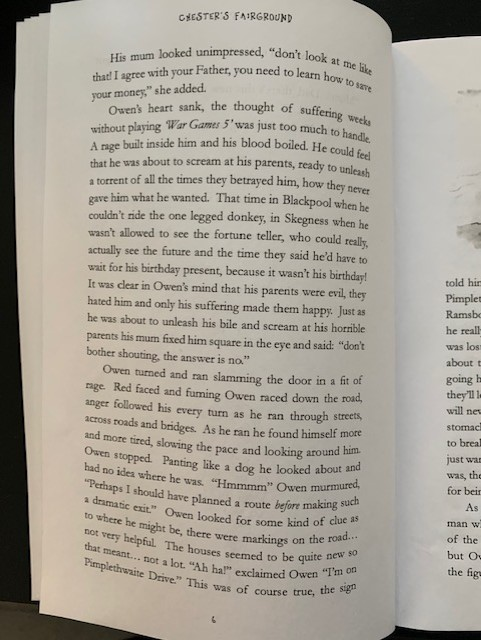 CHESTER'S FAIRGROUND
His mum looked unimpressed, "don't look at me like
that! I agree with your Father, you need to learn how to save
your money," she added.
Owen's heart sank, the thought of suffering weeks
without playing 'War Games 5' was just too much to handle.
A rage built inside him and his blood boiled. He could feel
that he was about to scream at his parents, ready to unleash
a torrent of all the times they betrayed him, how they never
gave him what he wanted. That time in Blackpool when he
couldn't ride the one legged donkey, in Skegness when he
wasn't allowed to see the fortune teller, who could really,
actually see the future and the time they said he'd have to
wait for his birthday present, because it wasn't his birthday!
It was clear in Owen's mind that his parents were evil, they
hated him and only his suffering made them happy. Just as
he was about to unleash his bile and scream at his horrible
parents his mum fixed him square in the eye and said: "don't
bother shouting, the answer is no."
Owen turned and ran slamming the door in a fit of
rage. Red faced and fuming Owen raced down the road,
anger followed his every turn as he ran through streets,
across roads and bridges. As he ran he found himself more
and more tired, slowing the pace and looking around him.
Owen stopped. Panting like a dog he looked about and
had no idea where he was. "Hmmmm" Owen murmured,
"Perhaps I should have planned a route before making such
a dramatic exit." Owen looked for some kind of clue as
to where he might be, there were markings on the road...
not very helpful. The houses seemed to be quite new so
that meant... not a lot. "Ah ha!" exclaimed Owen "I'm on
Pimplethwaite Drive." This was of course true, the sign
6
told hi
Pimplet
Ramsbo
he reall
was los
about t
going h
they'll l
will nev
stomac
to brea
just wa
was, the
for bei
As
man w
of the
but Ov
the fig